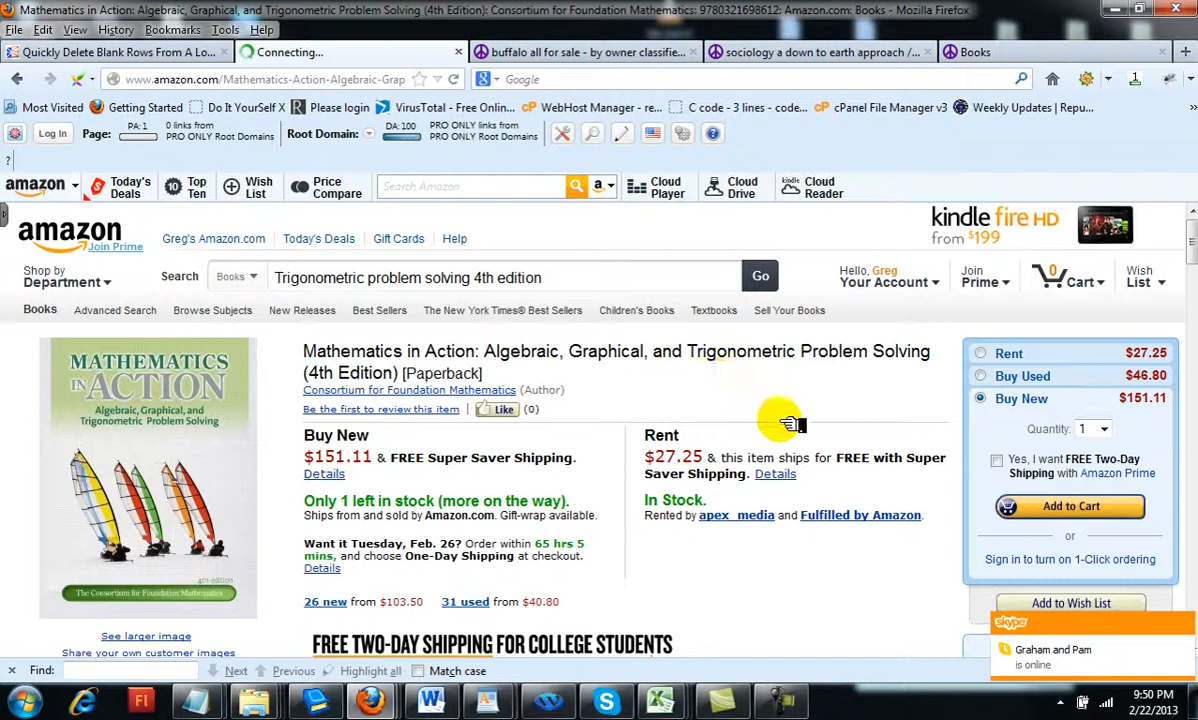 Mathematics in Action: Algebraic, Graphical, and Trigonometric Problem Solving (4th Edition): Consortium for Foundation Mathematics: 9780321698612: Amazon.com: Books - Mozilla Firefox
File Edit View History Bookmarks Tools Help
Quickly Delete Blank Rows From A Lo... Connecting... buffalo all for sale - by owner classifie... sociology a down to earth approach /... Books
www.amazon.com/Mathematics-Action-Algebraic-Grap Google
Most Visited Getting Started Do It YourSelf X Please login VirusTotal - Free Onlin... WebHost Manager - re... C code - 3 lines - code... cPanel File Manager v3 Weekly Updates | Repu...
Log In Page: PA: 1 0 links from PRO ONLY Root Domains Root Domain: DA: 100 PRO ONLY links from PRO ONLY Root Domains
?
amazon Today's Deals Top Ten Wish List Price Compare Search Amazon Cloud Player Cloud Drive Cloud Reader
amazon
Join Prime
Greg's Amazon.com Today's Deals Gift Cards Help
kindle fire HD
from $199
Shop by Department Search Books Trigonometric problem solving 4th edition Go Hello, Greg Your Account Join Prime 0 Cart Wish List
Books Advanced Search Browse Subjects New Releases Best Sellers The New York Times® Best Sellers Children's Books Textbooks Sell Your Books
MATHEMATICS
IN ACTION
Algebraic, Graphical, and
Trigonometric Problem Solving
4th edition
The Consortium for Foundation Mathematics
See larger image
Share your own customer images
Mathematics in Action: Algebraic, Graphical, and Trigonometric Problem Solving
(4th Edition) [Paperback]
Consortium for Foundation Mathematics (Author)
Be the first to review this item | Like (0)
Buy New
$151.11 & FREE Super Saver Shipping.
Details
Only 1 left in stock (more on the way).
Ships from and sold by Amazon.com. Gift-wrap available.
Want it Tuesday, Feb. 26? Order within 65 hrs 5
mins, and choose One-Day Shipping at checkout.
Details
26 new from $103.50 31 used from $40.80
Rent
$27.25 & this item ships for FREE with Super
Saver Shipping. Details
In Stock.
Rented by apex_media and Fulfilled by Amazon.
FREE TWO-DAY SHIPPING FOR COLLEGE STUDENTS
Rent $27.25
Buy Used $46.80
Buy New $151.11
Quantity: 1
Yes, I want FREE Two-Day
Shipping with Amazon Prime
Add to Cart
or
Sign in to turn on 1-Click ordering
Add to Wish List
skype
Graham and Pam
is online
Find: Next Previous Highlight all Match case
9:50 PM
2/22/2013